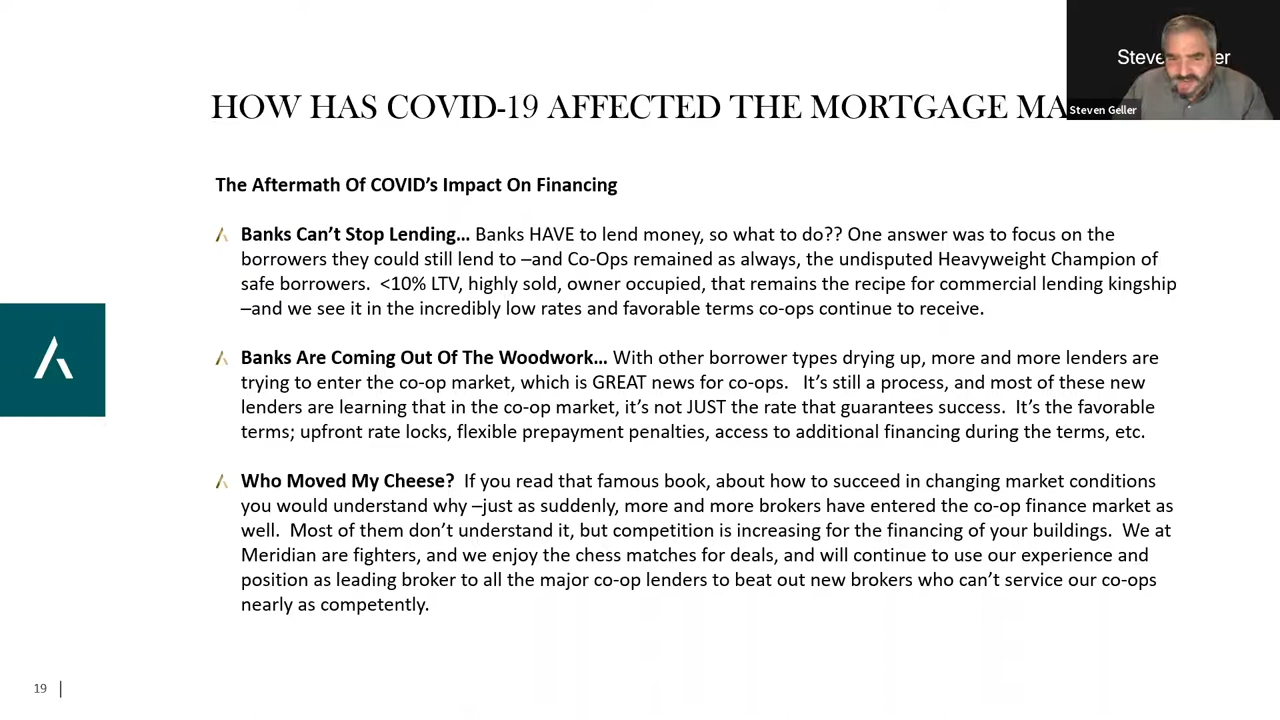 HOW HAS COVID-19 AFFECTED THE MORTGAGE
Steven Geller
The Aftermath Of COVID's Impact On Financing
Banks Can't Stop Lending… Banks HAVE to lend money, so what to do?? One answer was to focus on the
borrowers they could still lend to –and Co-Ops remained as always, the undisputed Heavyweight Champion of
safe borrowers.  <10% LTV, highly sold, owner occupied, that remains the recipe for commercial lending kingship
–and we see it in the incredibly low rates and favorable terms co-ops continue to receive.
Banks Are Coming Out Of The Woodwork… With other borrower types drying up, more and more lenders are
trying to enter the co-op market, which is GREAT news for co-ops.   It's still a process, and most of these new
lenders are learning that in the co-op market, it's not JUST the rate that guarantees success.  It's the favorable
terms; upfront rate locks, flexible prepayment penalties, access to additional financing during the terms, etc.
Who Moved My Cheese?  If you read that famous book, about how to succeed in changing market conditions
you would understand why –just as suddenly, more and more brokers have entered the co-op finance market as
well.  Most of them don't understand it, but competition is increasing for the financing of your buildings.  We at
Meridian are fighters, and we enjoy the chess matches for deals, and will continue to use our experience and
position as leading broker to all the major co-op lenders to beat out new brokers who can't service our co-ops
nearly as competently.
19 |